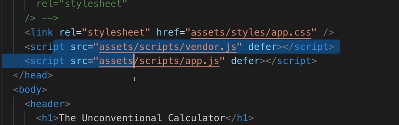 rel="stylesheet"
/> -->
<link rel="stylesheet" href="assets/styles/app.css" />
<script src="assets/scripts/vendor.js" defer></script>
<script src="assets/scripts/app.js" defer></script>
</head>
<body>
<header>
<h1>The Unconventional Calculator</h1>